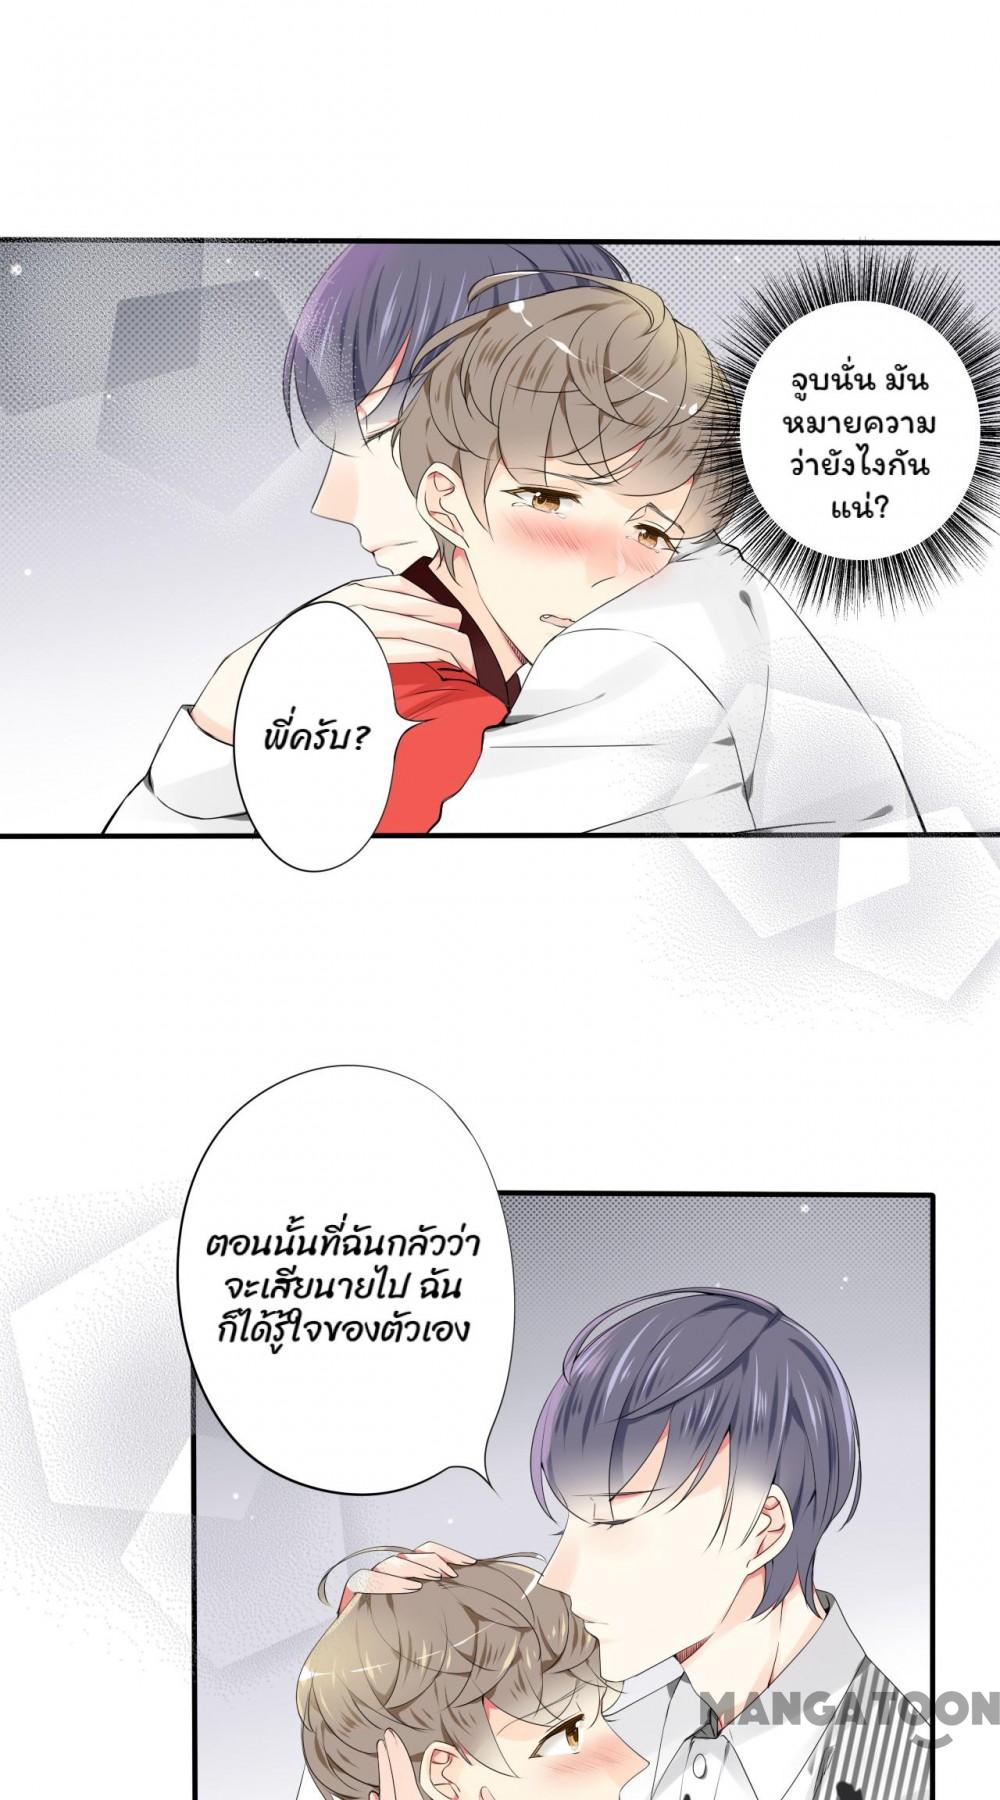 จูบนั่น มัน
หมายความ
ว่ายังไงกัน
แน่?
พี่ครับ?
ตอนนั้นที่ฉันกลัวว่า
จะเสียนายไป ฉัน
ก็ได้รู้ใจของตัวเอง
MANGATOON